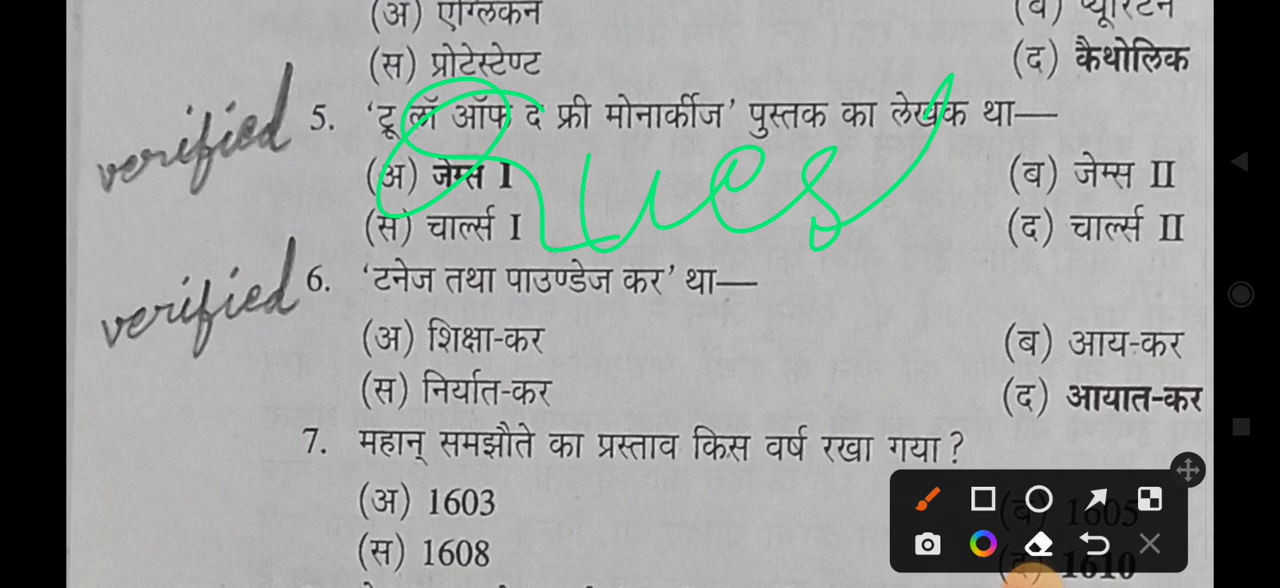 (अ) एंग्लिकन (ब) प्यूरिटन
(स) प्रोटेस्टेण्ट (द) कैथोलिक
verified 5. ‘ट्रू लॉ ऑफ द फ्री मोनार्कीज’ पुस्तक का लेखक था—
(अ) जेम्स I (ब) जेम्स II
Ques
(स) चार्ल्स I (द) चार्ल्स II
verified 6. ‘टनेज तथा पाउण्डेज कर’ था—
(अ) शिक्षा-कर (ब) आय-कर
(स) निर्यात-कर (द) आयात-कर
7. महान् समझौते का प्रस्ताव किस वर्ष रखा गया?
(अ) 1603 (ब) 1605
(स) 1608 (द) 1610